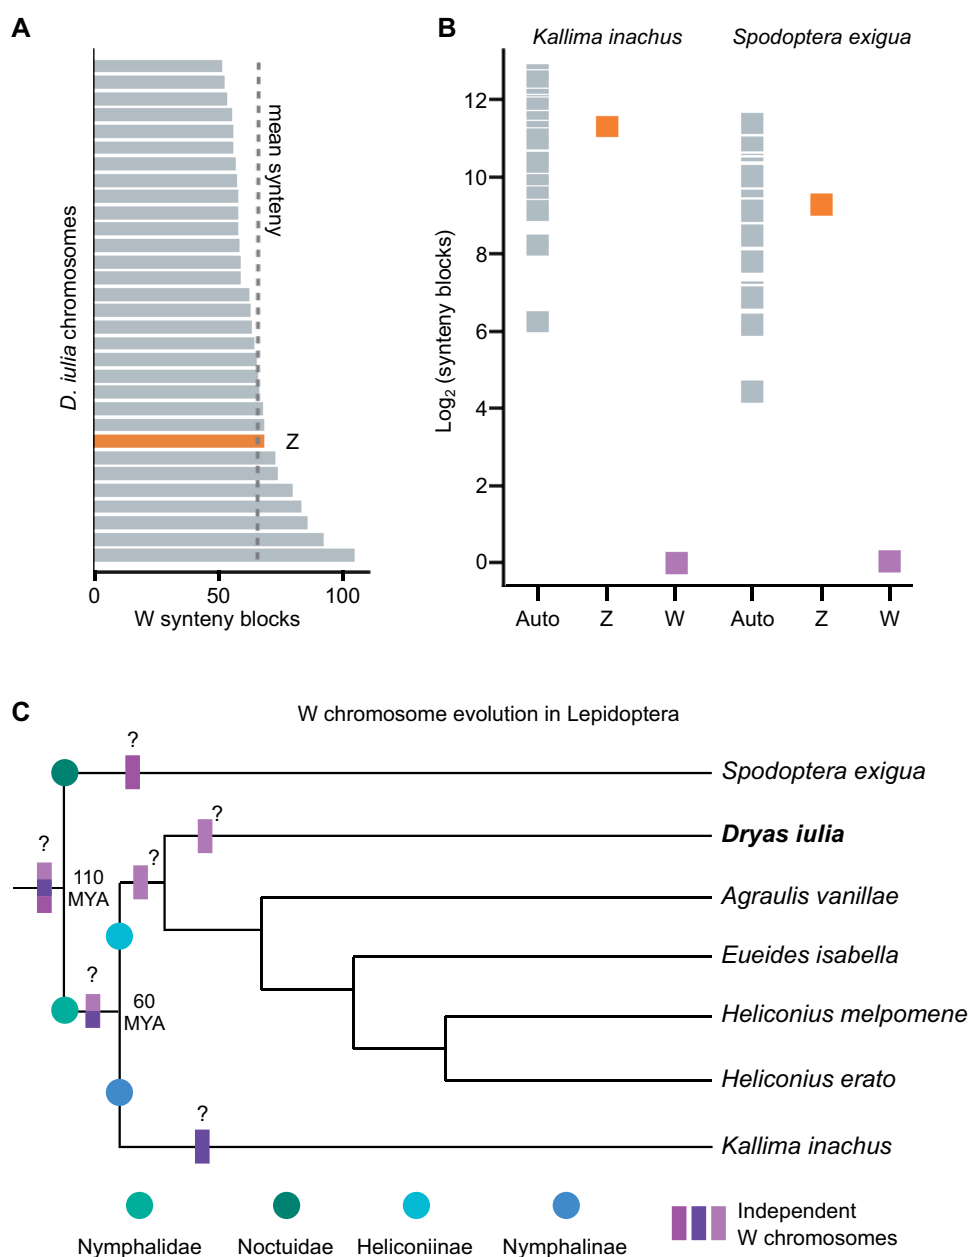 A
D. iulia chromosomes
mean synteny
Z
0 50 100
W synteny blocks
B
Kallima inachus Spodoptera exigua
Log2 (synteny blocks)
12
10
8
6
4
2
0
Auto Z W Auto Z W
C
W chromosome evolution in Lepidoptera
?
Spodoptera exigua
?
Dryas iulia
?
?
110
MYA
Agraulis vanillae
Eueides isabella
?
60
MYA
Heliconius melpomene
Heliconius erato
?
Kallima inachus
Nymphalidae Noctuidae Heliconiinae Nymphalinae
Independent
W chromosomes